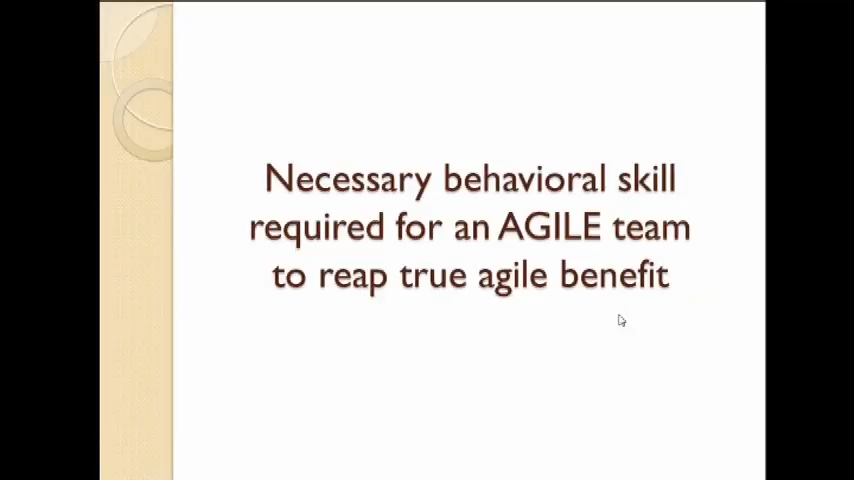 Necessary behavioral skill
required for an AGILE team
to reap true agile benefit